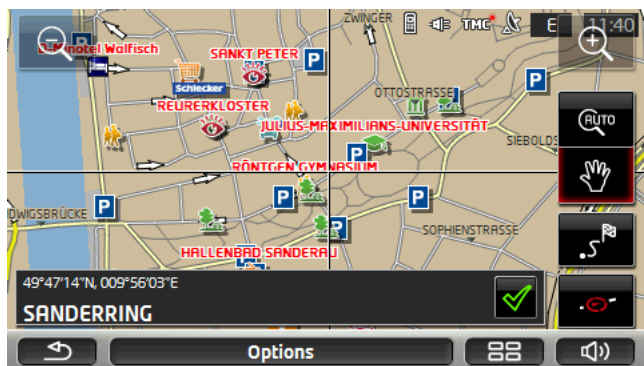 ZWINGER
TMC
E
11:40
D-Minotel Walfisch
SANKT PETER
P
P
Schlecker
OTTOSTRASSE
AUTO
REURERKLOSTER
JULIUS-MAXIMILIANS-UNIVERSITÄT
SIEBOLDS
P
RÖNTGEN GYMNASIUM
P
P
P
DWIGSBRÜCKE
SOPHIENSTRASSE
P
HALLENBAD SANDERAU
49°47'14"N, 009°56'03"E
SANDERRING
Options